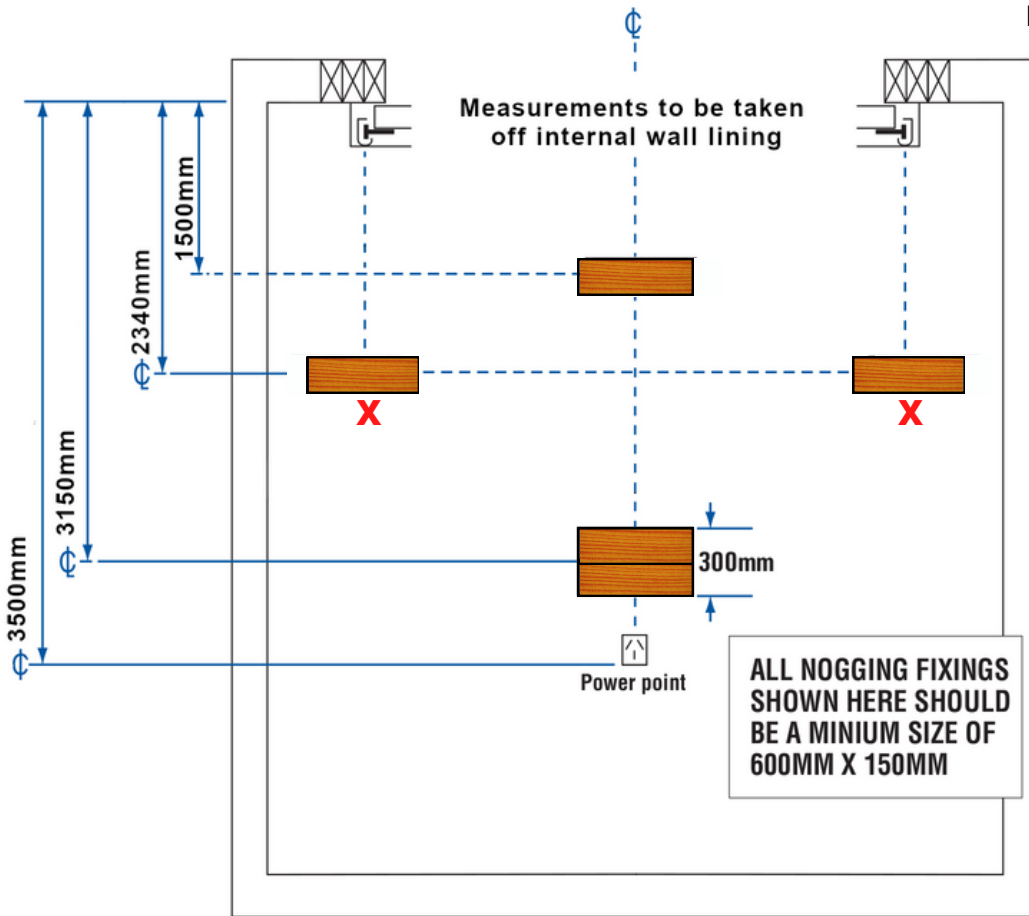 ℄
Measurements to be taken
off internal wall lining
1500mm
2340mm
℄
X
X
3150mm
℄
300mm
3500mm
℄
Power point
ALL NOGGING FIXINGS
SHOWN HERE SHOULD
BE A MINIUM SIZE OF
600MM X 150MM